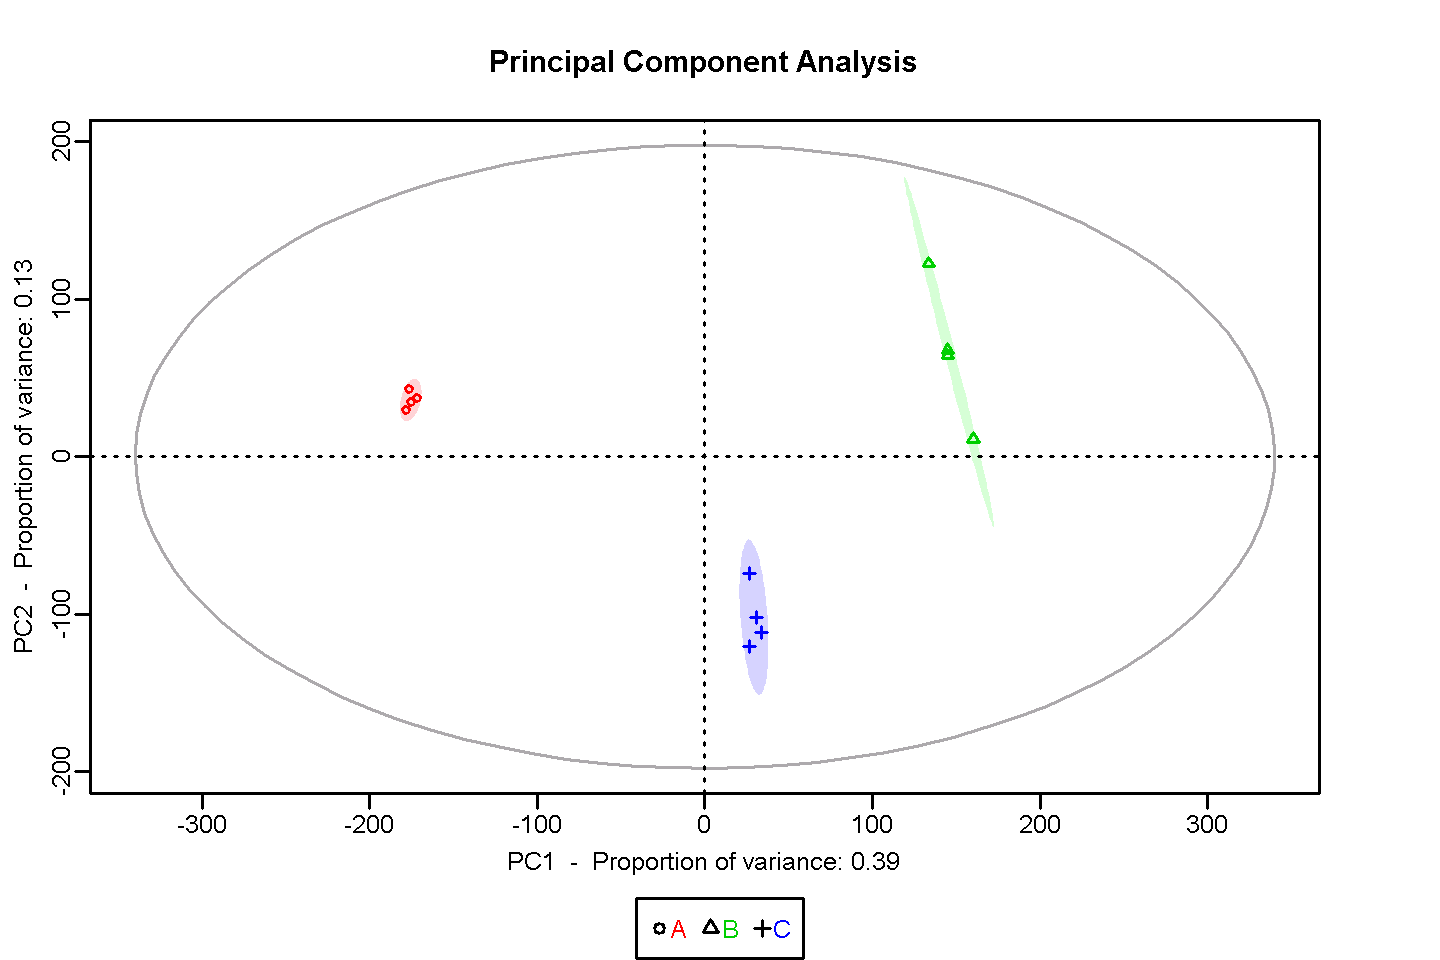 Principal Component Analysis
200
100
0
-100
-200
PC2 - Proportion of variance: 0.13
-300 -200 -100 0 100 200 300
PC1 - Proportion of variance: 0.39
A B C